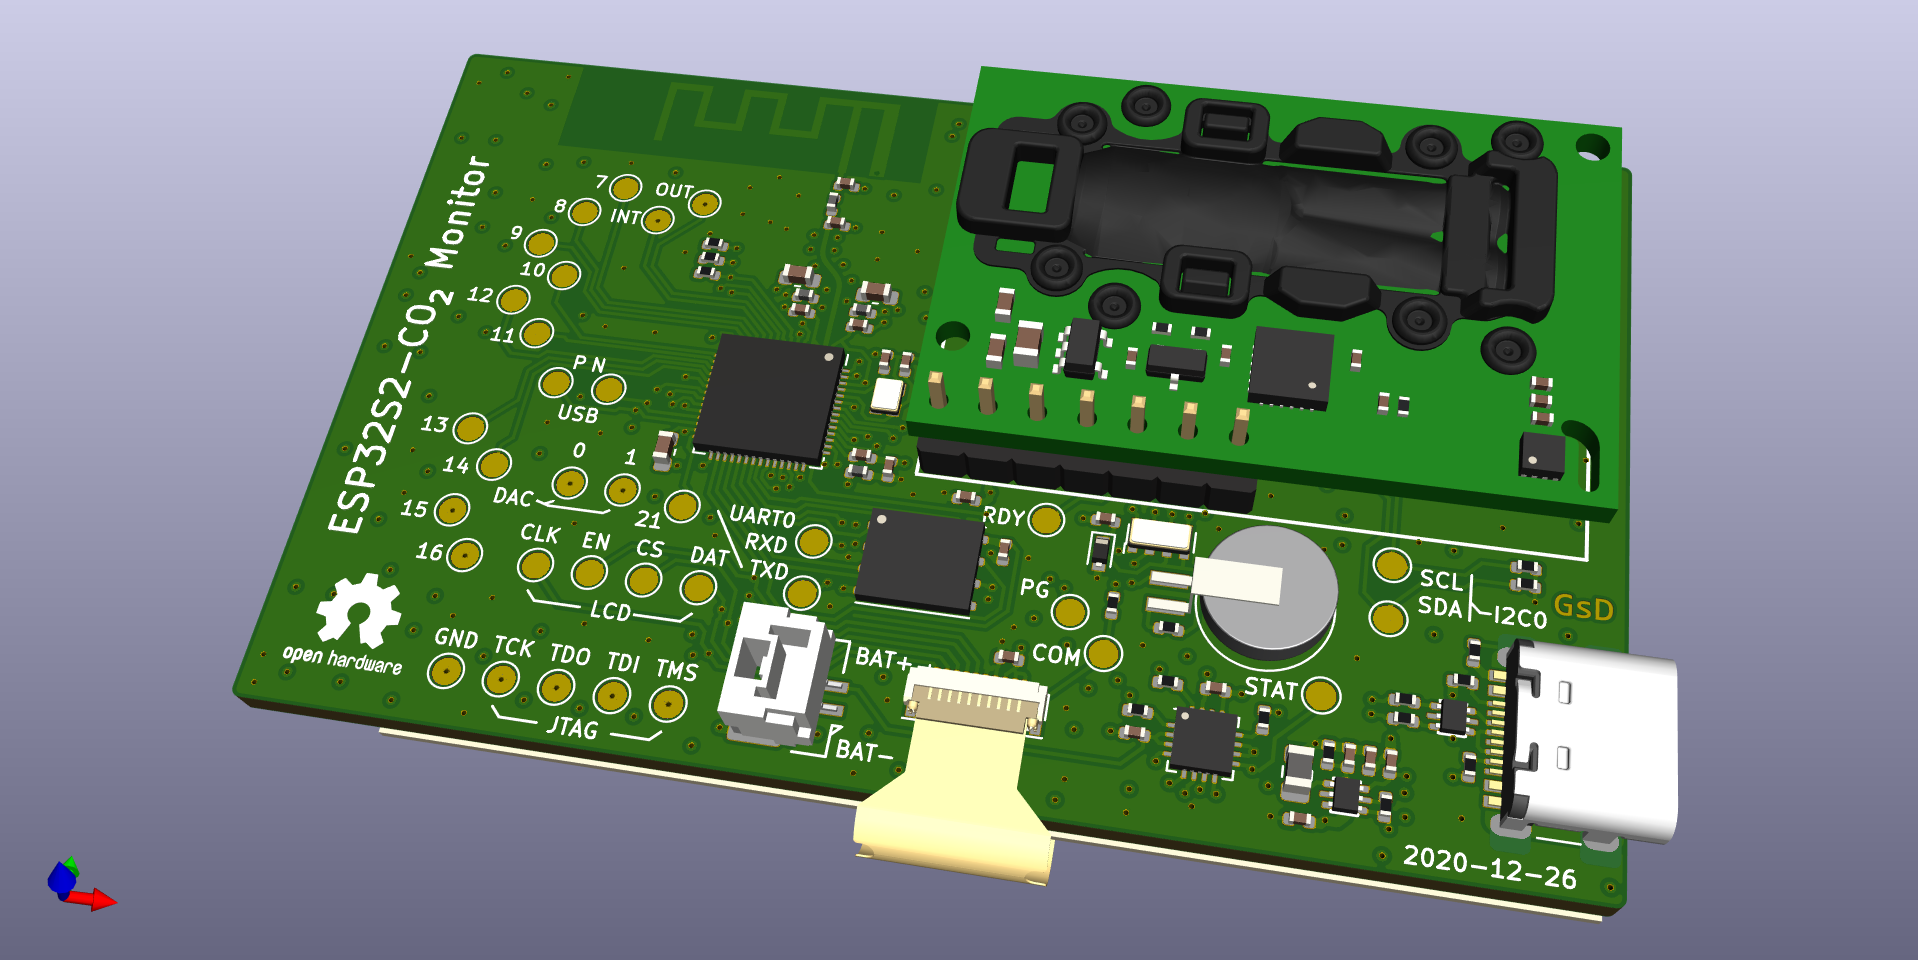 ESP32S2-CO2 Monitor
7
OUT
8
INT
9
10
12
11
P N
USB
13
14
0
1
DAC
21
15
16
CLK
EN
CS
DAT
LCD
UART0
RXD
TXD
RDY
PG
COM
STAT
SCL
SDA
I2C0
GsD
open hardware
GND
TCK
TDO
TDI
TMS
JTAG
BAT+
BAT-
2020-12-26